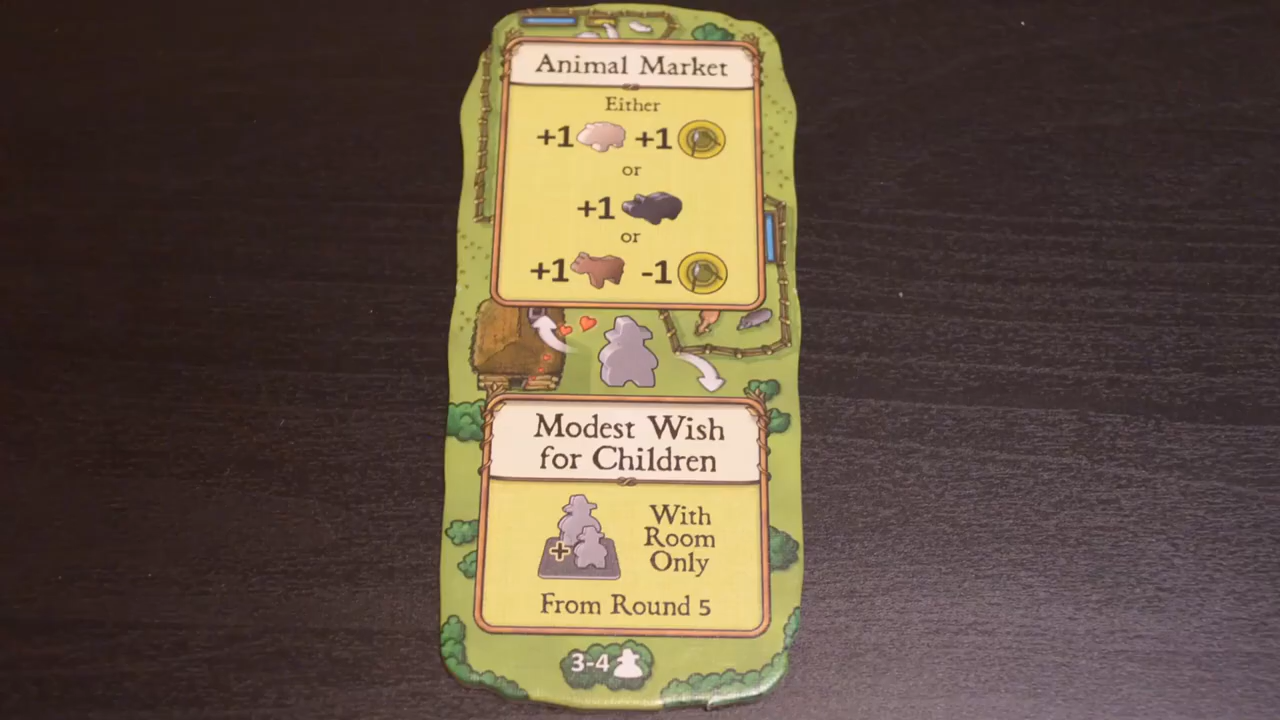 Animal Market
Either
+1 +1
or
+1
or
+1 -1
Modest Wish
for Children
+ With
Room
Only
From Round 5
3-4